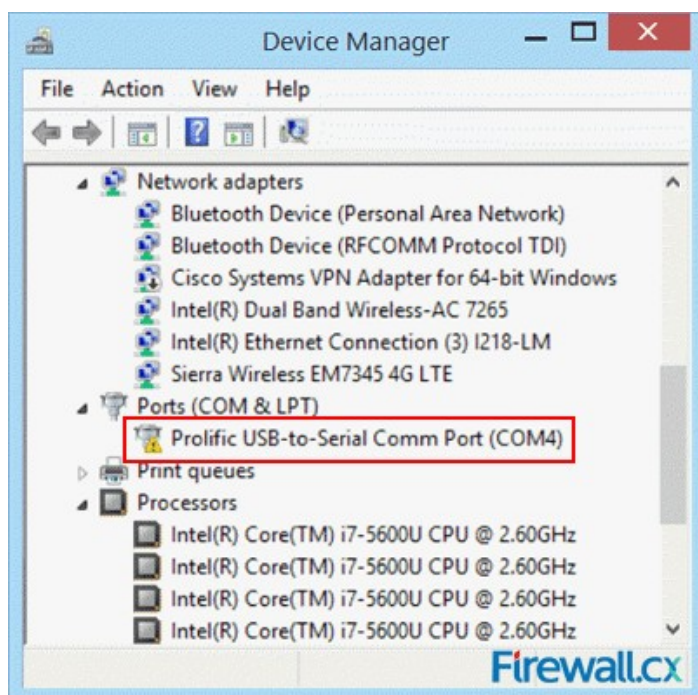 Device Manager
File Action View Help
Network adapters
Bluetooth Device (Personal Area Network)
Bluetooth Device (RFCOMM Protocol TDI)
Cisco Systems VPN Adapter for 64-bit Windows
Intel(R) Dual Band Wireless-AC 7265
Intel(R) Ethernet Connection (3) I218-LM
Sierra Wireless EM7345 4G LTE
Ports (COM & LPT)
Prolific USB-to-Serial Comm Port (COM4)
Print queues
Processors
Intel(R) Core(TM) i7-5600U CPU @ 2.60GHz
Intel(R) Core(TM) i7-5600U CPU @ 2.60GHz
Intel(R) Core(TM) i7-5600U CPU @ 2.60GHz
Intel(R) Core(TM) i7-5600U CPU @ 2.60GHz
Firewall.cx